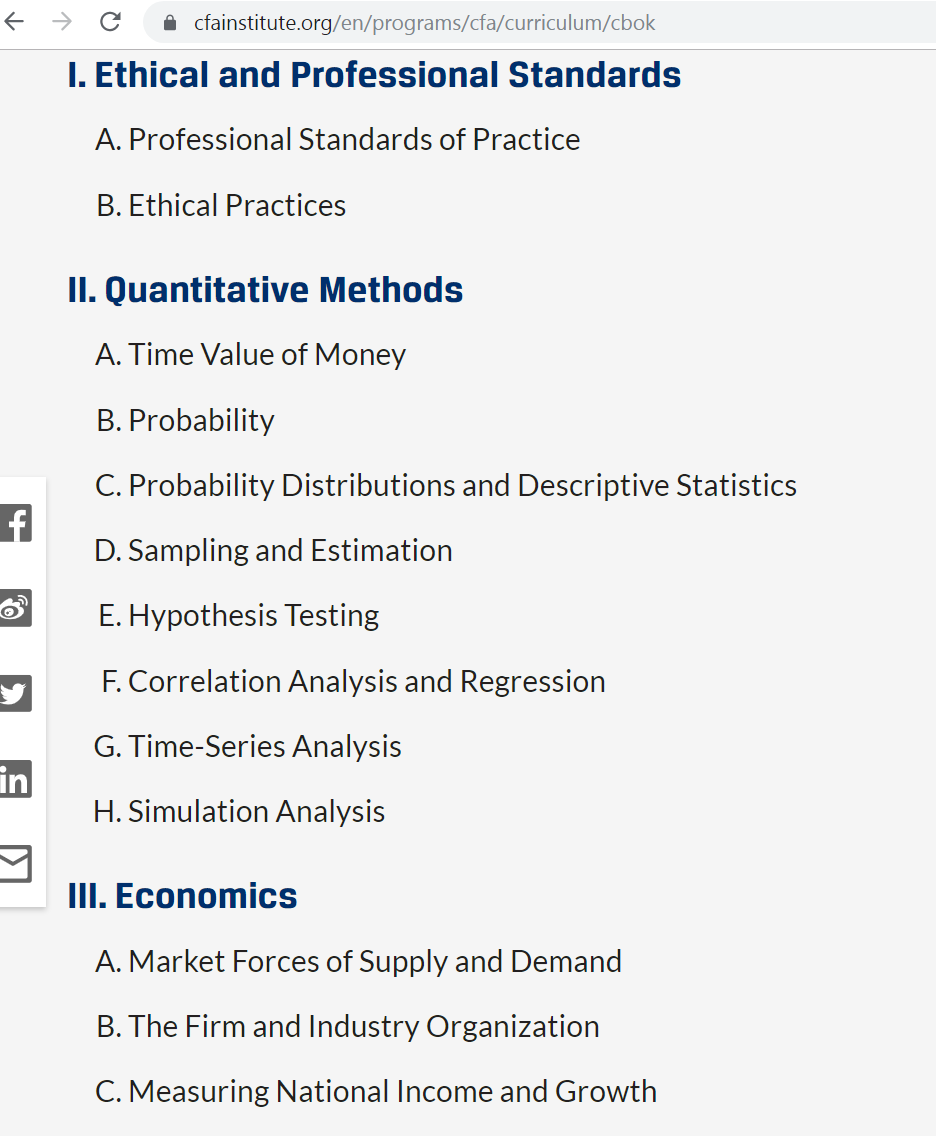 cfainstitute.org/en/programs/cfa/curriculum/cbok
I. Ethical and Professional Standards
A. Professional Standards of Practice
B. Ethical Practices
II. Quantitative Methods
A. Time Value of Money
B. Probability
C. Probability Distributions and Descriptive Statistics
D. Sampling and Estimation
E. Hypothesis Testing
F. Correlation Analysis and Regression
G. Time-Series Analysis
H. Simulation Analysis
III. Economics
A. Market Forces of Supply and Demand
B. The Firm and Industry Organization
C. Measuring National Income and Growth